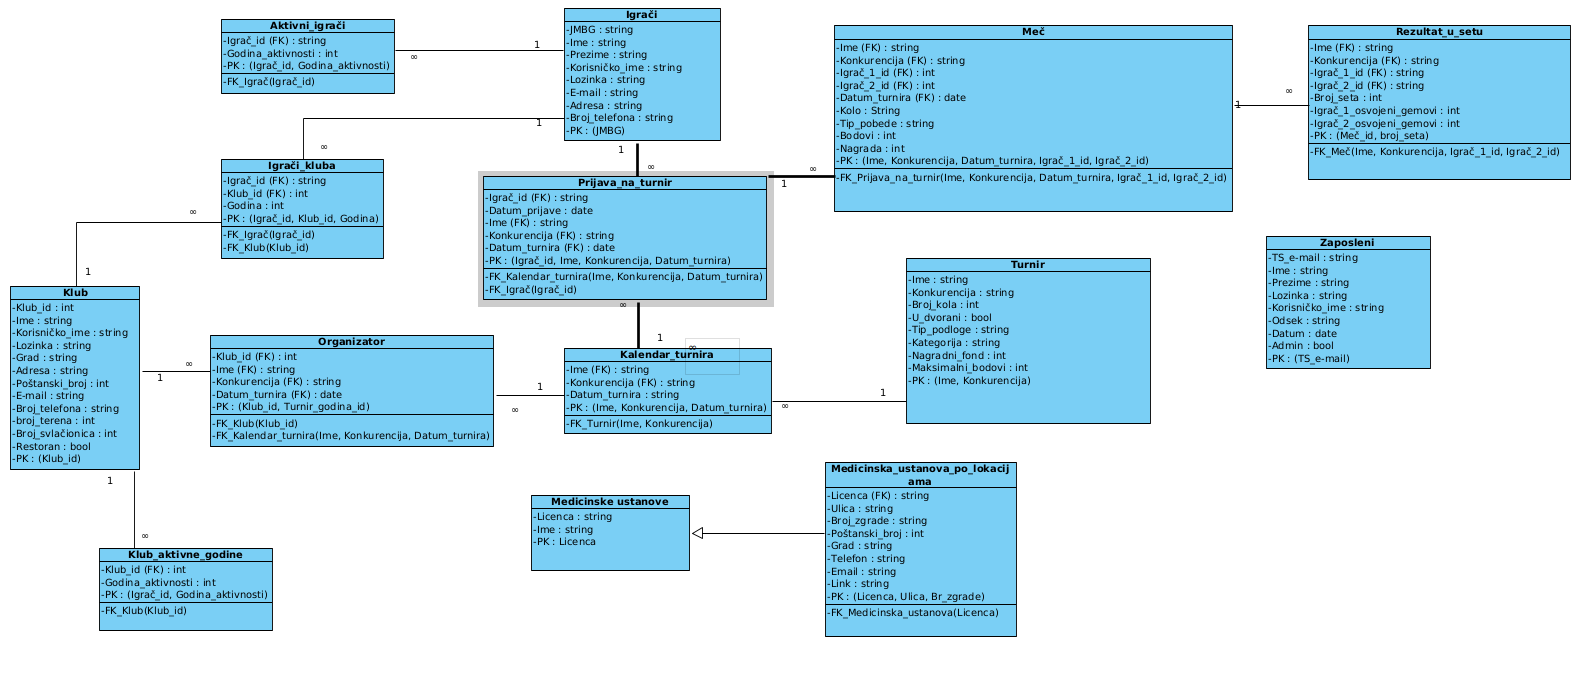 Aktivni_igrači
-Igrač_id (FK) : string
-Godina_aktivnosti : int
-PK : (Igrač_id, Godina_aktivnosti)
-FK_Igrač(Igrač_id)
1
∞
Igrači
-JMBG : string
-Ime : string
-Prezime : string
-Korisničko_ime : string
-Lozinka : string
-E-mail : string
-Adresa : string
-Broj_telefona : string
-PK : (JMBG)
1
∞
1
∞
Meč
-Ime (FK) : string
-Konkurencija (FK) : string
-Igrač_1_id (FK) : int
-Igrač_2_id (FK) : int
-Datum_turnira (FK) : date
-Kolo : String
-Tip_pobede : string
-Bodovi : int
-Nagrada : int
-PK : (Ime, Konkurencija, Datum_turnira, Igrač_1_id, Igrač_2_id)
-FK_Prijava_na_turnir(Ime, Konkurencija, Datum_turnira, Igrač_1_id, Igrač_2_id)
1
∞
Rezultat_u_setu
-Ime (FK) : string
-Konkurencija (FK) : string
-Igrač_1_id (FK) : string
-Igrač_2_id (FK) : string
-Broj_seta : int
-Igrač_1_osvojeni_gemovi : int
-Igrač_2_osvojeni_gemovi : int
-PK : (Meč_id, broj_seta)
-FK_Meč(Ime, Konkurencija, Igrač_1_id, Igrač_2_id)
Igrači_kluba
-Igrač_id (FK) : string
-Klub_id (FK) : int
-Godina : int
-PK : (Igrač_id, Klub_id, Godina)
-FK_Igrač(Igrač_id)
-FK_Klub(Klub_id)
∞
1
Prijava_na_turnir
-Igrač_id (FK) : string
-Datum_prijave : date
-Ime (FK) : string
-Konkurencija (FK) : string
-Datum_turnira (FK) : date
-PK : (Igrač_id, Ime, Konkurencija, Datum_turnira)
-FK_Kalendar_turnira(Ime, Konkurencija, Datum_turnira)
-FK_Igrač(Igrač_id)
1
∞
∞
1
∞
Zaposleni
-TS_e-mail : string
-Ime : string
-Prezime : string
-Lozinka : string
-Korisničko_ime : string
-Odsek : string
-Datum : date
-Admin : bool
-PK : (TS_e-mail)
Turnir
-Ime : string
-Konkurencija : string
-Broj_kola : int
-U_dvorani : bool
-Tip_podloge : string
-Kategorija : string
-Nagradni_fond : int
-Maksimalni_bodovi : int
-PK : (Ime, Konkurencija)
Klub
-Klub_id : int
-Ime : string
-Korisničko_ime : string
-Lozinka : string
-Grad : string
-Adresa : string
-Poštanski_broj : int
-E-mail : string
-Broj_telefona : string
-broj_terena : int
-Broj_svlačionica : int
-Restoran : bool
-PK : (Klub_id)
1
∞
Organizator
-Klub_id (FK) : int
-Ime (FK) : string
-Konkurencija (FK) : string
-Datum_turnira (FK) : date
-PK : (Klub_id, Turnir_godina_id)
-FK_Klub(Klub_id)
-FK_Kalendar_turnira(Ime, Konkurencija, Datum_turnira)
1
∞
Kalendar_turnira
-Ime (FK) : string
-Konkurencija (FK) : string
-Datum_turnira : string
-PK : (Ime, Konkurencija, Datum_turnira)
-FK_Turnir(Ime, Konkurencija)
∞
1
1
∞
Klub_aktivne_godine
-Klub_id (FK) : int
-Godina_aktivnosti : int
-PK : (Igrač_id, Godina_aktivnosti)
-FK_Klub(Klub_id)
Medicinske ustanove
-Licenca : string
-Ime : string
-PK : Licenca
Medicinska_ustanova_po_lokacij
ama
-Licenca (FK) : string
-Ulica : string
-Broj_zgrade : string
-Poštanski_broj : int
-Grad : string
-Telefon : string
-Email : string
-Link : string
-PK : (Licenca, Ulica, Br_zgrade)
-FK_Medicinska_ustanova(Licenca)